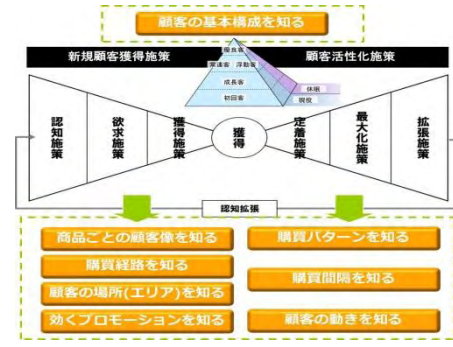 顧客の基本構成を知る
新規顧客獲得施策
顧客活性化施策
優良客
常連客 浮動客
成長客
初回客
休眠
現役
認知施策
欲求施策
獲得施策
獲得
定着施策
最大化施策
拡張施策
認知拡張
商品ごとの顧客像を知る
購買経路を知る
顧客の場所(エリア)を知る
効くプロモーションを知る
購買パターンを知る
購買間隔を知る
顧客の動きを知る